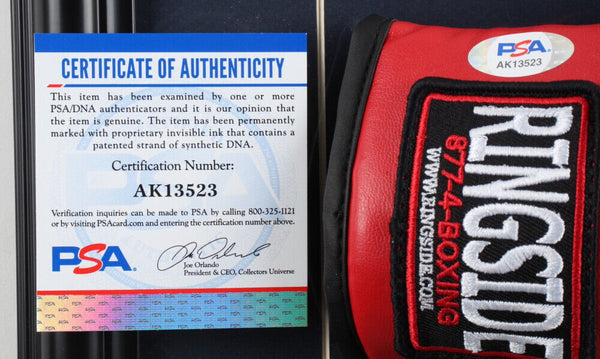 CERTIFICATE OF AUTHENTICITY
This item has been examined by one or more
PSA/DNA authenticators and it is our opinion that
the item is genuine. The item has been permanently
marked with proprietary invisible ink that contains a
patented strand of synthetic DNA.
Certification Number:
AK13523
Verification inquiries can be made to PSA by calling 800-325-1121
or by visiting PSAcard.com and entering the certification number above.
PSA.
Joe Orlando
President & CEO, Collectors Universe
PSA
AK13523
RINGSIDE
877-4-BOXING
WWW.RINGSIDE.COM